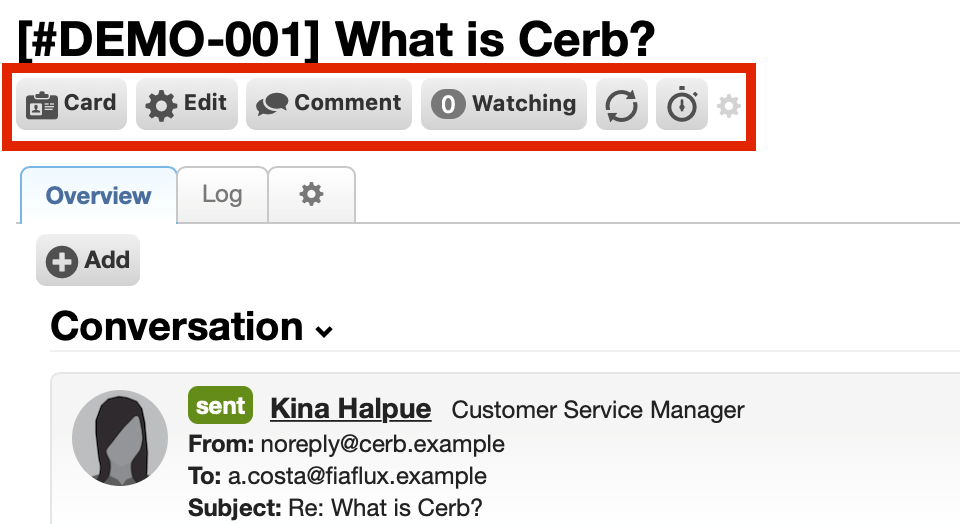 [#DEMO-001] What is Cerb?
Card Edit Comment 0 Watching
Overview Log
Add
Conversation
sent Kina Halpue Customer Service Manager
From: noreply@cerb.example
To: a.costa@fiaflux.example
Subject: Re: What is Cerb?